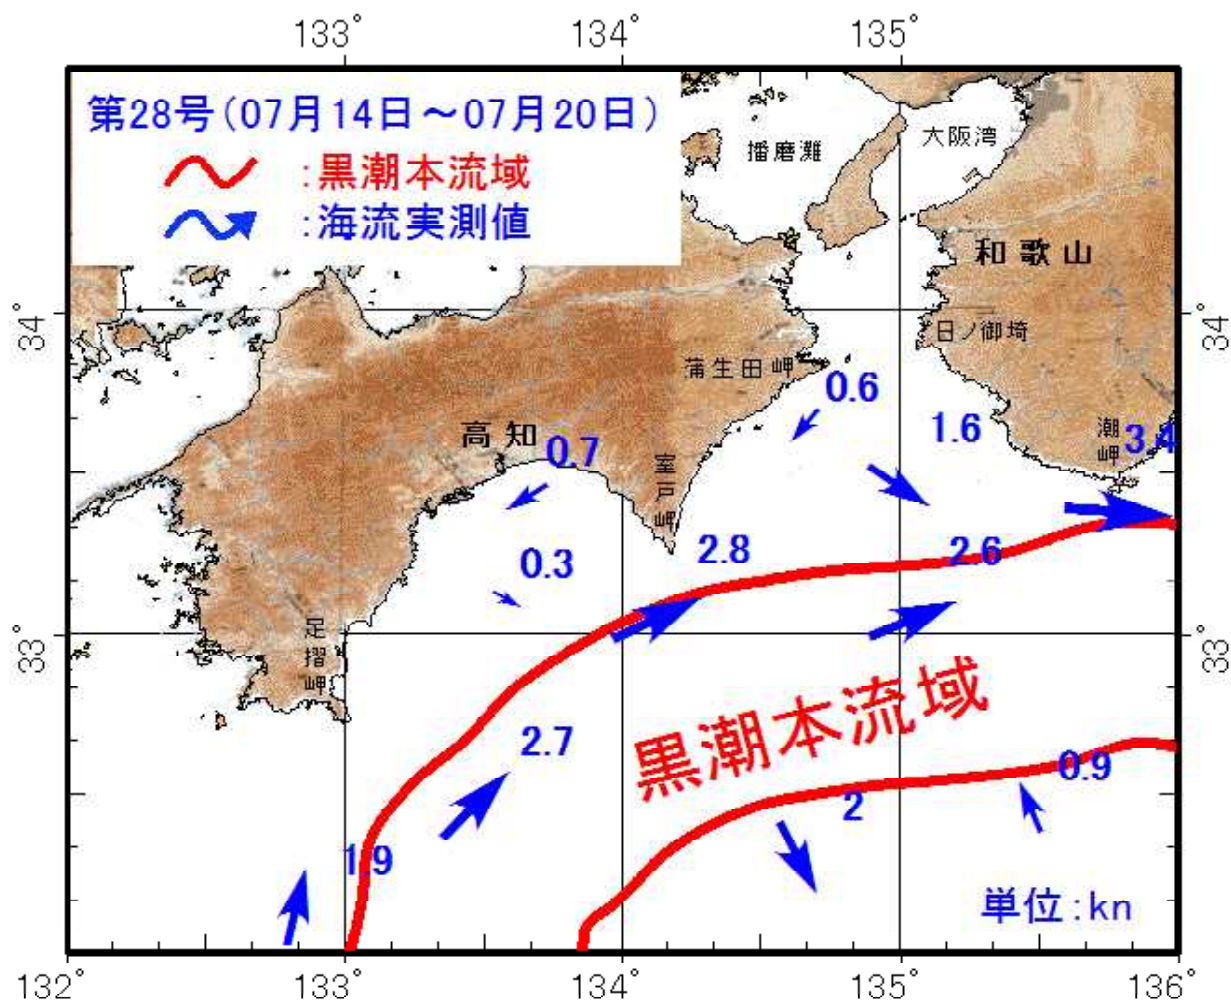 133°
134°
135°
第28号(07月14日～07月20日)
:黒潮本流域
:海流実測値
播磨灘
大阪湾
和歌山
34°
34°
日ノ御埼
蒲生田岬
0.6
1.6
潮岬
3.4
高知
0.7
室戸岬
0.3
2.8
2.6
足摺岬
33°
33°
黒潮本流域
2.7
0.9
2
1.9
単位:kn
132°
133°
134°
135°
136°